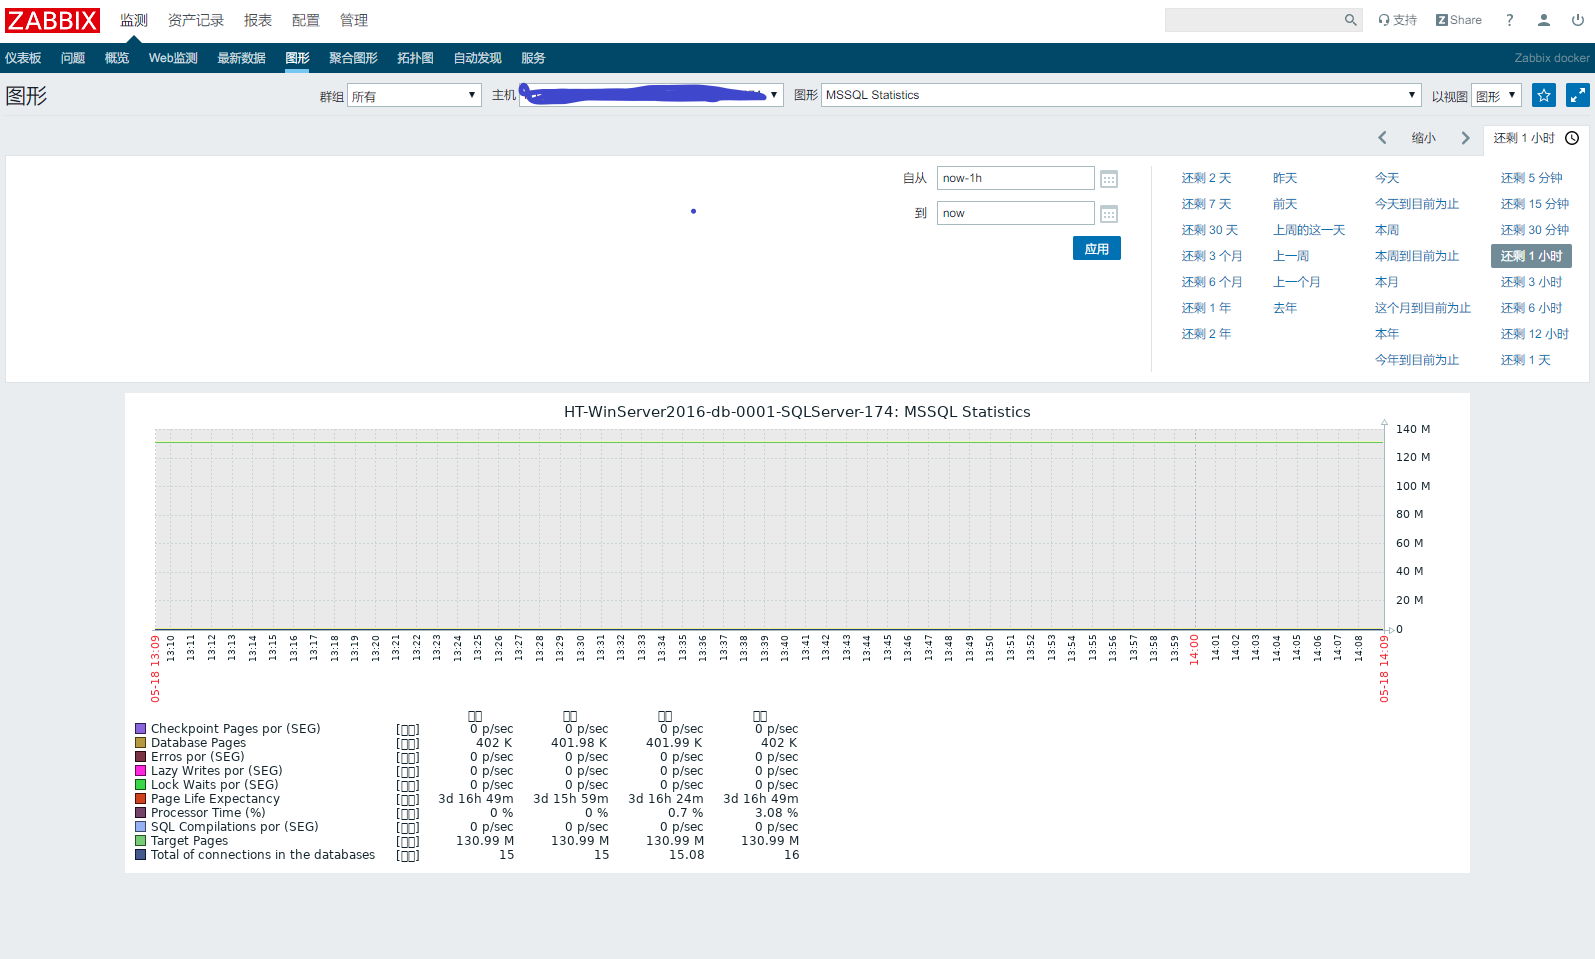 ZABBIX 监测 资产记录 报表 配置 管理 支持 Z Share ?
仪表板 问题 概览 Web监测 最新数据 图形 聚合图形 拓扑图 自动发现 服务 Zabbix docker
图形 群组 所有 主机 图形 MSSQL Statistics 以视图 图形
缩小 还剩 1 小时
自从 now-1h 还剩 2 天 昨天 今天 还剩 5 分钟
还剩 7 天 前天 今天到目前为止 还剩 15 分钟
到 now 还剩 30 天 上周的这一天 本周 还剩 30 分钟
应用 还剩 3 个月 上一周 本周到目前为止 还剩 1 小时
还剩 6 个月 上一个月 本月 还剩 3 小时
还剩 1 年 去年 这个月到目前为止 还剩 6 小时
还剩 2 年 本年 还剩 12 小时
今年到目前为止 还剩 1 天
HT-WinServer2016-db-0001-SQLServer-174: MSSQL Statistics
140 M
120 M
100 M
80 M
60 M
40 M
20 M
0
05-18 13:09 13:10 13:11 13:12 13:13 13:14 13:15 13:16 13:17 13:18 13:19 13:20 13:21 13:22 13:23 13:24 13:25 13:26 13:27 13:28 13:29 13:30 13:31 13:32 13:33 13:34 13:35 13:36 13:37 13:38 13:39 13:40 13:41 13:42 13:43 13:44 13:45 13:46 13:47 13:48 13:49 13:50 13:51 13:52 13:53 13:54 13:55 13:56 13:57 13:58 13:59 14:00 14:01 14:02 14:03 14:04 14:05 14:06 14:07 14:08 05-18 14:09
□□ □□ □□ □□
Checkpoint Pages por (SEG) [□□] 0 p/sec 0 p/sec 0 p/sec 0 p/sec
Database Pages [□□] 402 K 401.98 K 401.99 K 402 K
Erros por (SEG) [□□] 0 p/sec 0 p/sec 0 p/sec 0 p/sec
Lazy Writes por (SEG) [□□] 0 p/sec 0 p/sec 0 p/sec 0 p/sec
Lock Waits por (SEG) [□□] 0 p/sec 0 p/sec 0 p/sec 0 p/sec
Page Life Expectancy [□□] 3d 16h 49m 3d 15h 59m 3d 16h 24m 3d 16h 49m
Processor Time (%) [□□] 0 % 0 % 0.7 % 3.08 %
SQL Compilations por (SEG) [□□] 0 p/sec 0 p/sec 0 p/sec 0 p/sec
Target Pages [□□] 130.99 M 130.99 M 130.99 M 130.99 M
Total of connections in the databases [□□] 15 15 15.08 16